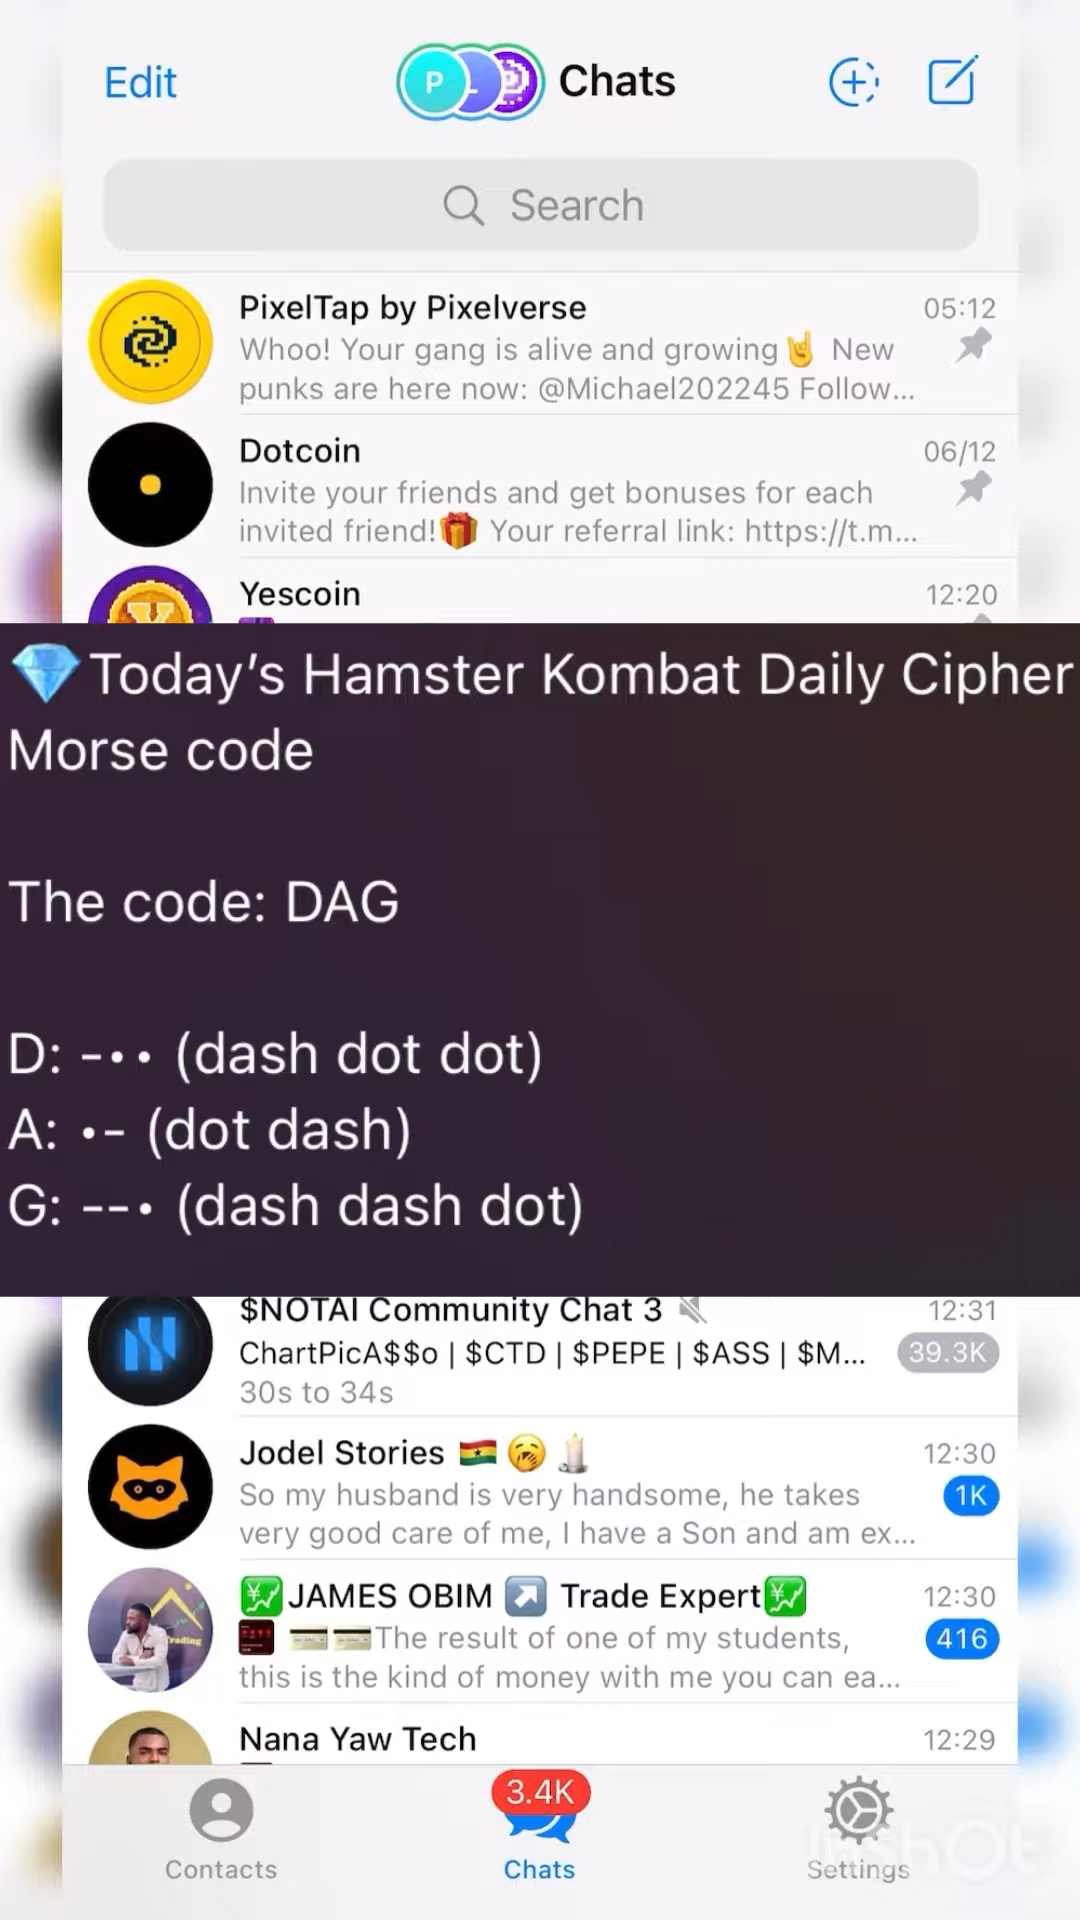 Edit
P
Chats
Search
PixelTap by Pixelverse
05:12
Whoo! Your gang is alive and growing🤘 New
punks are here now: @Michael202245 Follow...
Dotcoin
06/12
Invite your friends and get bonuses for each
invited friend!🎁 Your referral link: https://t.m...
Yescoin
12:20
💎Today's Hamster Kombat Daily Cipher
Morse code
The code: DAG
D: -•• (dash dot dot)
A: •- (dot dash)
G: --• (dash dash dot)
$NOTAI Community Chat 3
12:31
ChartPicA$$o | $CTD | $PEPE | $ASS | $M...
39.3K
30s to 34s
Jodel Stories 🇬🇭 🥱 🕯️
12:30
So my husband is very handsome, he takes
1K
very good care of me, I have a Son and am ex...
💹JAMES OBIM ↗️ Trade Expert💹
12:30
💳💳The result of one of my students,
416
this is the kind of money with me you can ea...
Nana Yaw Tech
12:29
3.4K
Contacts
Chats
Settings
InShOt